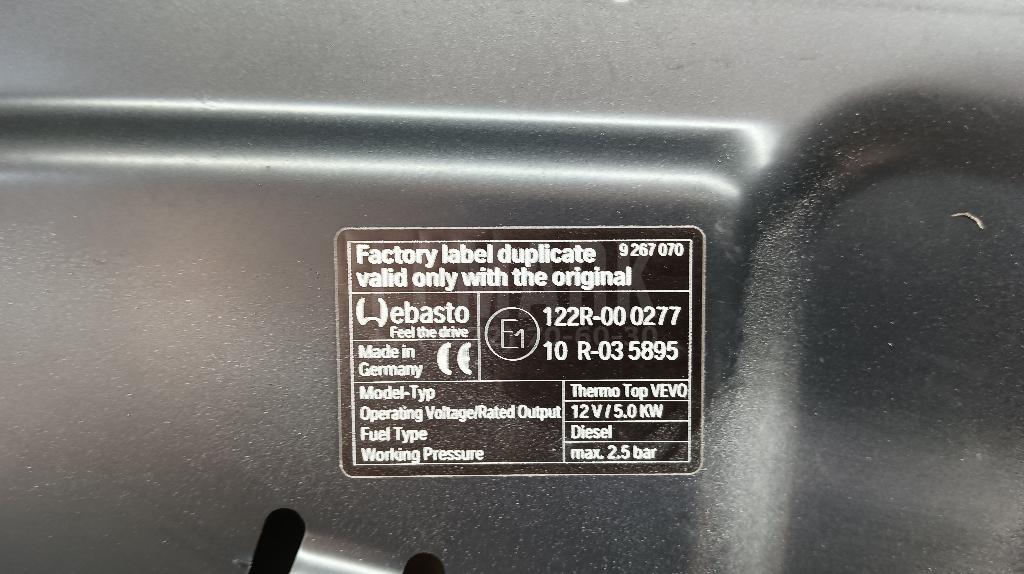 Factory label duplicate 9 267 070
valid only with the original
Webasto
Feel the drive
Made in
Germany
CE
E1
122R-00 0277
10 R-03 5895
Model-Typ Thermo Top VEVO
Operating Voltage/Rated Output 12 V / 5.0 KW
Fuel Type Diesel
Working Pressure max. 2.5 bar